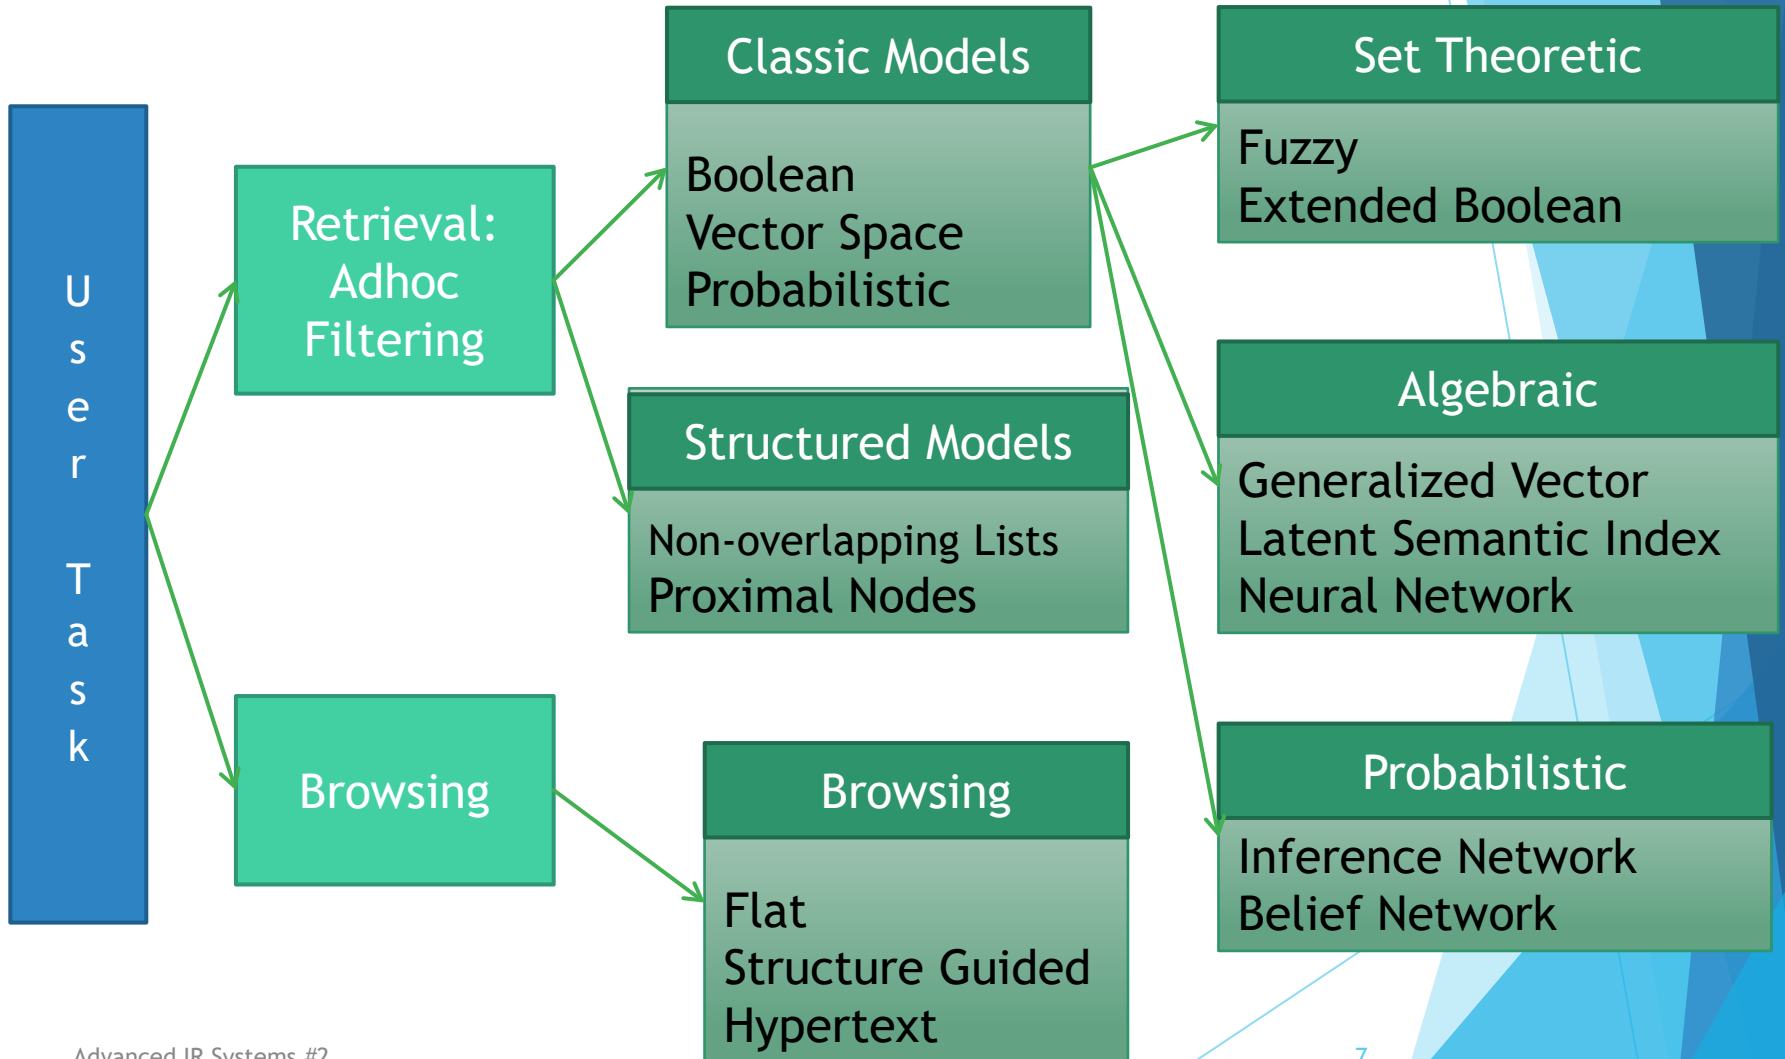 User Task
Retrieval:
Adhoc
Filtering
Browsing
Classic Models
Boolean
Vector Space
Probabilistic
Structured Models
Non-overlapping Lists
Proximal Nodes
Browsing
Flat
Structure Guided
Hypertext
Set Theoretic
Fuzzy
Extended Boolean
Algebraic
Generalized Vector
Latent Semantic Index
Neural Network
Probabilistic
Inference Network
Belief Network
Advanced IR Systems #2
7